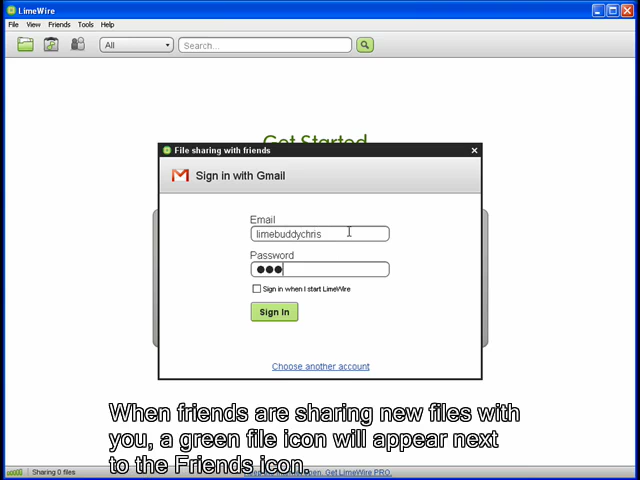 LimeWire
File View Friends Tools Help
All Search...
Get Started
File sharing with friends
Sign in with Gmail
Email
limebuddychris
Password
Sign in when I start LimeWire
Sign In
Choose another account
When friends are sharing new files with
you, a green file icon will appear next
to the Friends icon.
Sharing 0 files
open. Get LimeWire PRO.